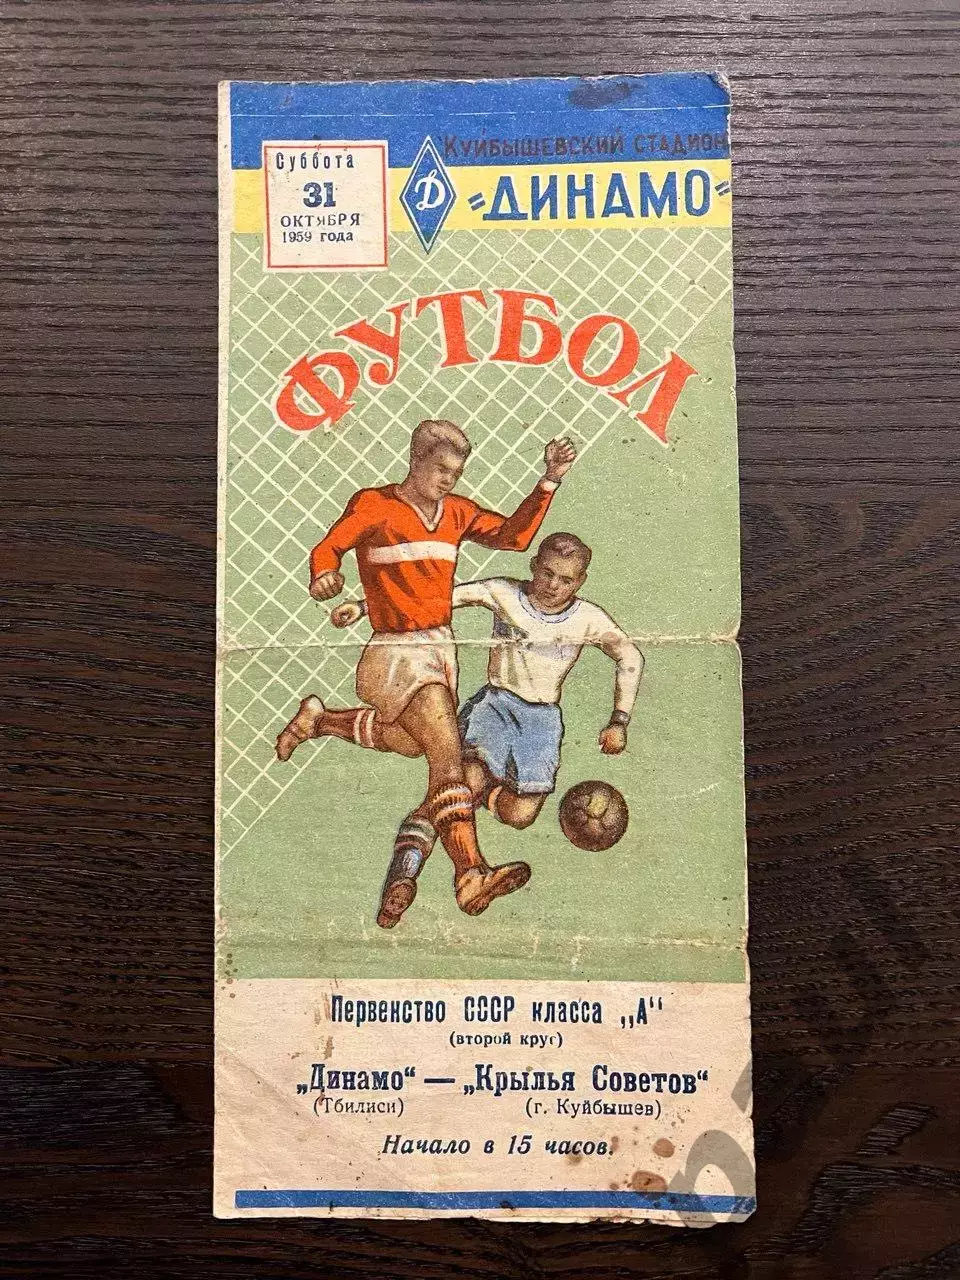 Суббота
31
ОКТЯБРЯ
1959 года
КУЙБЫШЕВСКИЙ СТАДИОН
Д
"ДИНАМО"
ФУТБОЛ
Первенство СССР класса „А"
(второй круг)
„Динамо" — „Крылья Советов"
(Тбилиси) (г. Куйбышев)
Начало в 15 часов.